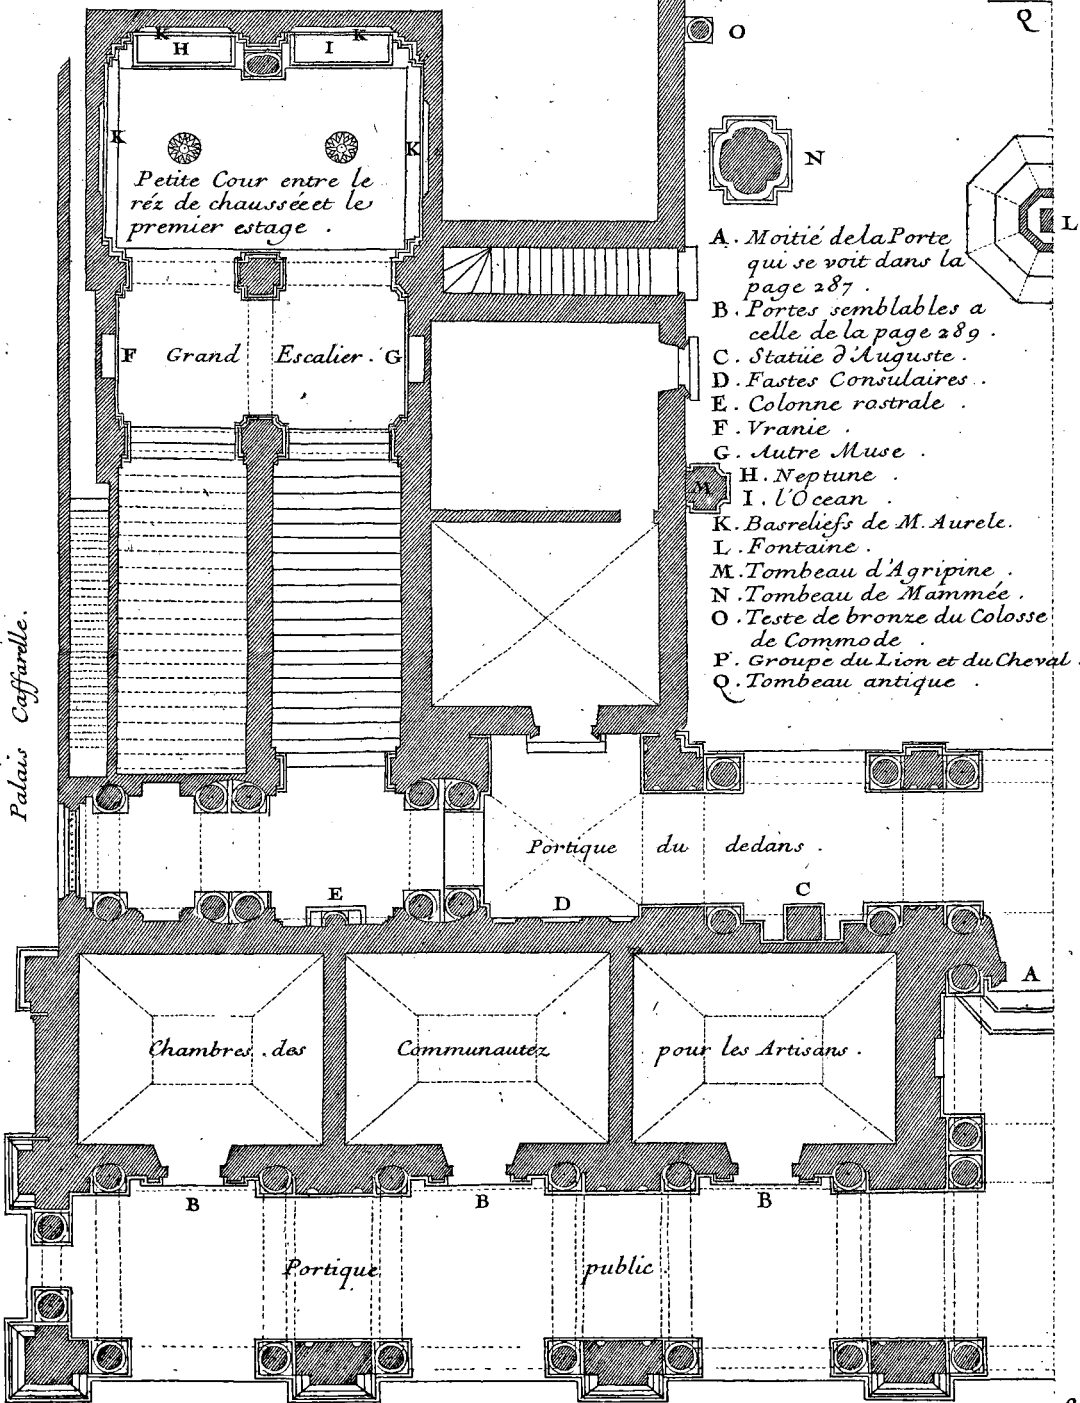 Q
O
K K
H I
K K
N
Petite Cour entre le
réz de chaussée et le
premier estage .
L
A. Moitié de la Porte
qui se voit dans la
page 287 .
B. Portes semblables a
celle de la page 289 .
C. Statüe d'Auguste .
D. Fastes Consulaires .
E. Colonne rostrale .
F. Vranie .
G. Autre Muse .
H. Neptune .
I. l'Ocean .
K. Basreliefs de M. Aurele.
L. Fontaine .
M. Tombeau d'Agripine .
N. Tombeau de Mammée .
O. Teste de bronze du Colosse
de Commode .
P. Groupe du Lion et du Cheval .
Q. Tombeau antique .
F Grand Escalier. G
M
Palais Caffarelle.
Portique du dedans .
E D C
A
Chambres des Communautez pour les Artisans .
B B B
Portique public